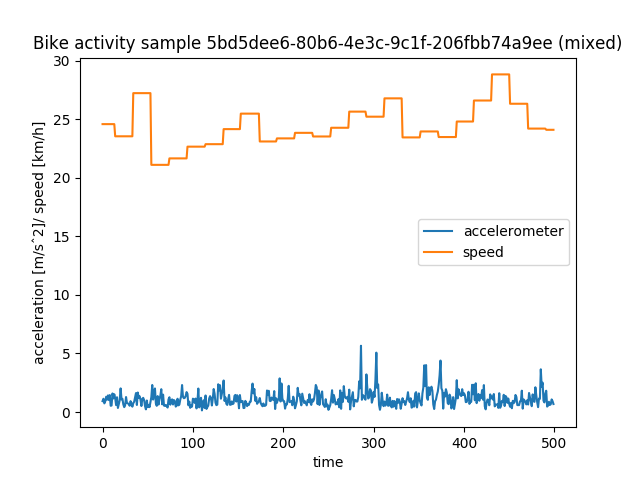 Bike activity sample 5bd5dee6-80b6-4e3c-9c1f-206fbb74a9ee (mixed)
30
25
20
15
10
5
0
acceleration [m/s^2]/ speed [km/h]
accelerometer
speed
0 100 200 300 400 500
time